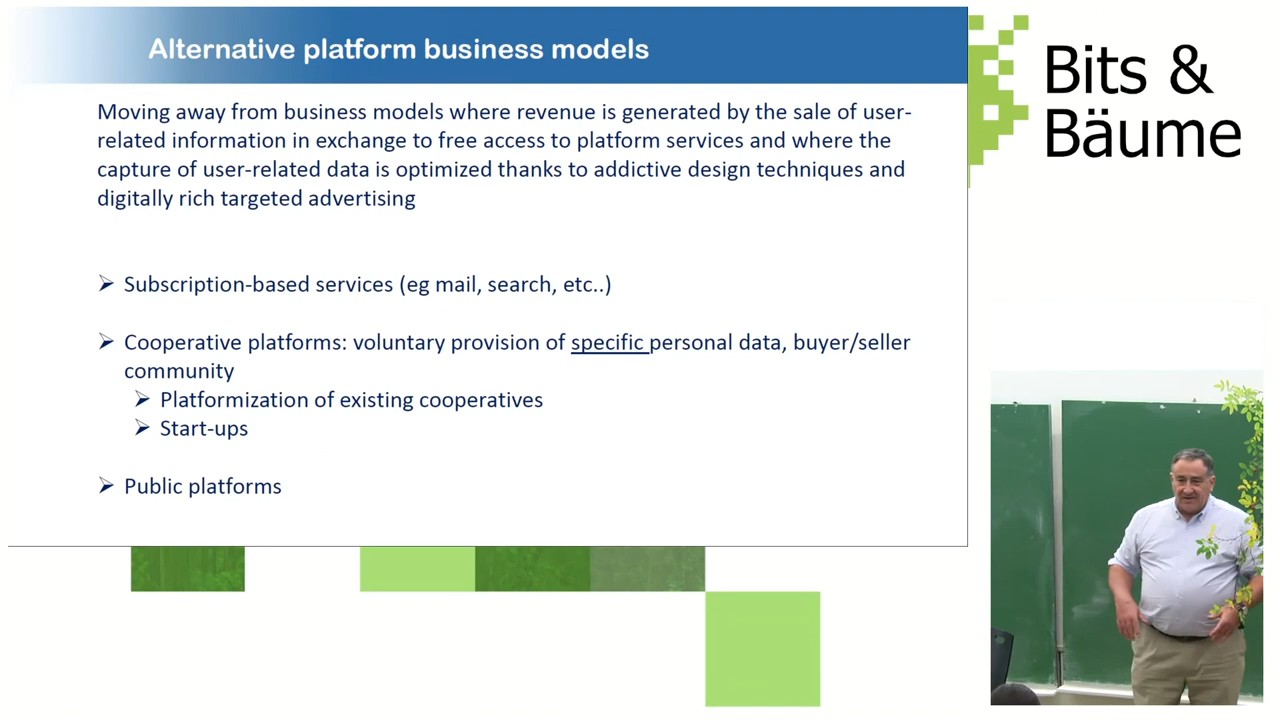 Alternative platform business models
Bits &
Bäume
Moving away from business models where revenue is generated by the sale of user-
related information in exchange to free access to platform services and where the
capture of user-related data is optimized thanks to addictive design techniques and
digitally rich targeted advertising
Subscription-based services (eg mail, search, etc..)
Cooperative platforms: voluntary provision of specific personal data, buyer/seller
community
Platformization of existing cooperatives
Start-ups
Public platforms